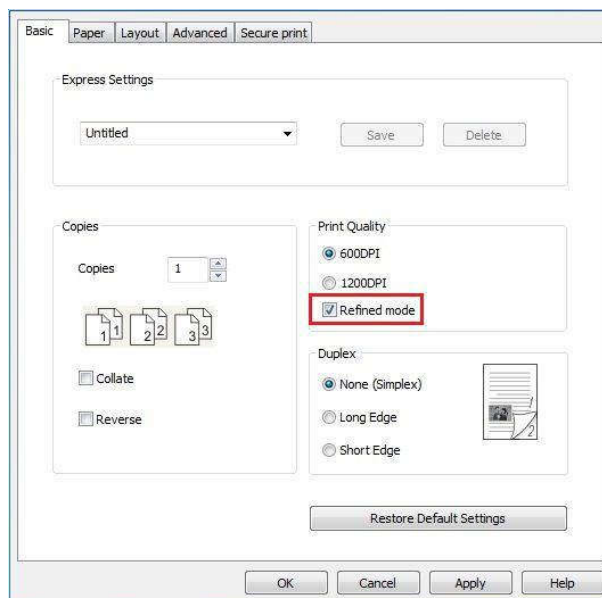 Basic Paper Layout Advanced Secure print
Express Settings
Untitled Save Delete
Copies
Copies 1
1 1 2 2 3 3
Collate
Reverse
Print Quality
600DPI
1200DPI
Refined mode
Duplex
None (Simplex)
Long Edge
Short Edge
1
2
Restore Default Settings
OK Cancel Apply Help